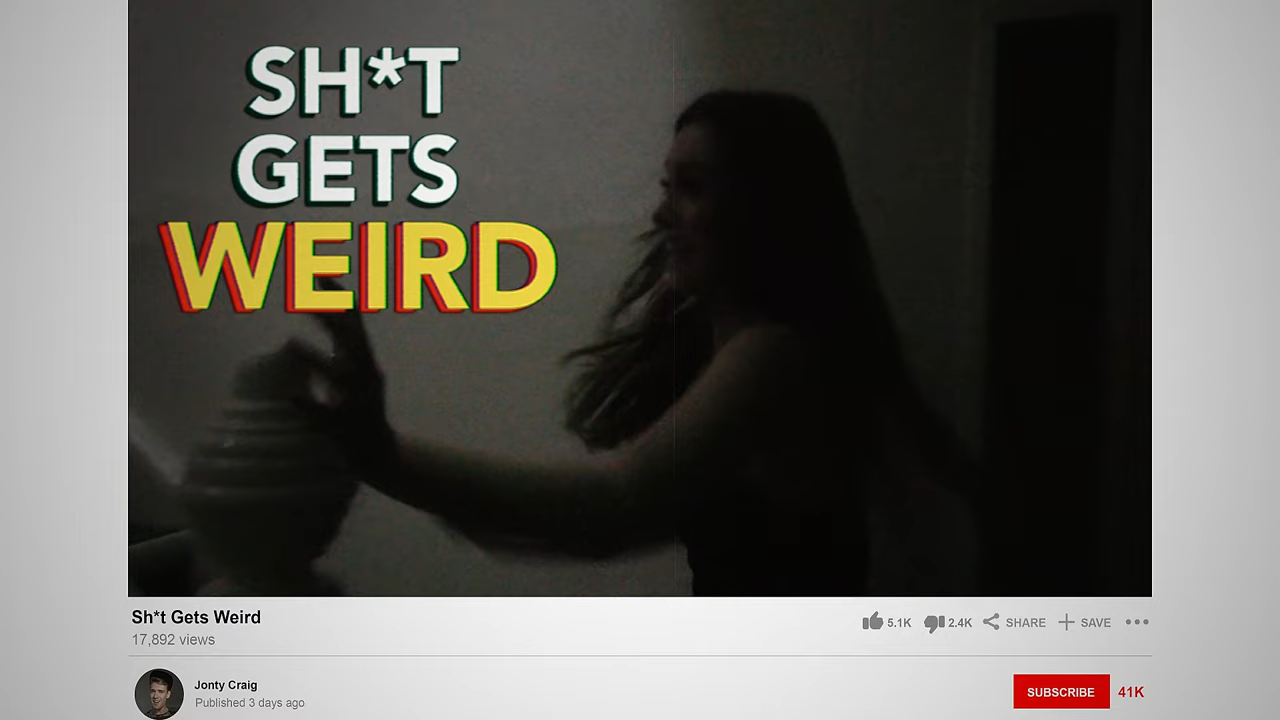 SH*T
GETS
WEIRD
Sh*t Gets Weird
17,892 views
5.1K
2.4K
SHARE
SAVE
Jonty Craig
Published 3 days ago
SUBSCRIBE
41K